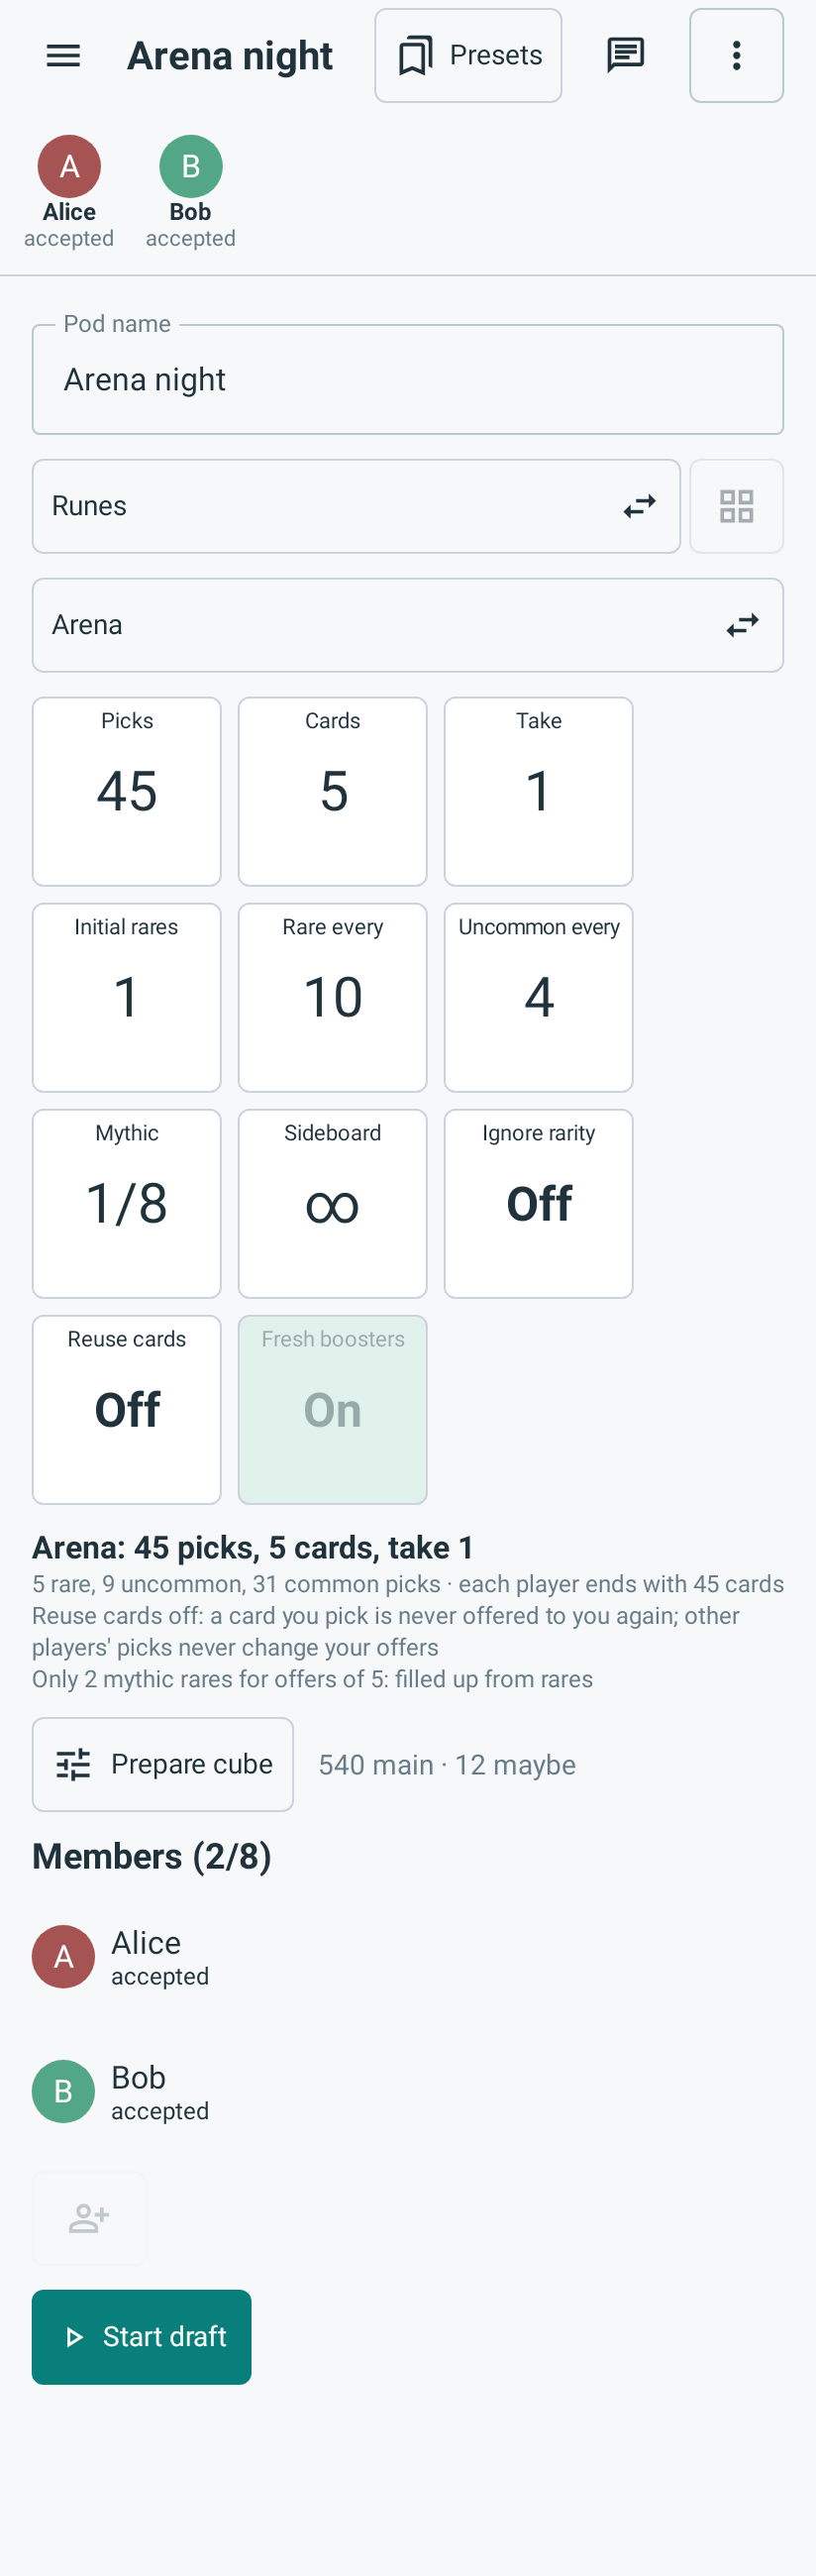 Arena night
Presets
A
B
Alice
Bob
accepted
accepted
Pod name
Arena night
Runes
Arena
Picks
Cards
Take
45
5
1
Initial rares
Rare every
Uncommon every
1
10
4
Mythic
Sideboard
Ignore rarity
1/8
∞
Off
Reuse cards
Fresh boosters
Off
On
Arena: 45 picks, 5 cards, take 1
5 rare, 9 uncommon, 31 common picks · each player ends with 45 cards
Reuse cards off: a card you pick is never offered to you again; other
players' picks never change your offers
Only 2 mythic rares for offers of 5: filled up from rares
Prepare cube
540 main · 12 maybe
Members (2/8)
A
Alice
accepted
B
Bob
accepted
Start draft